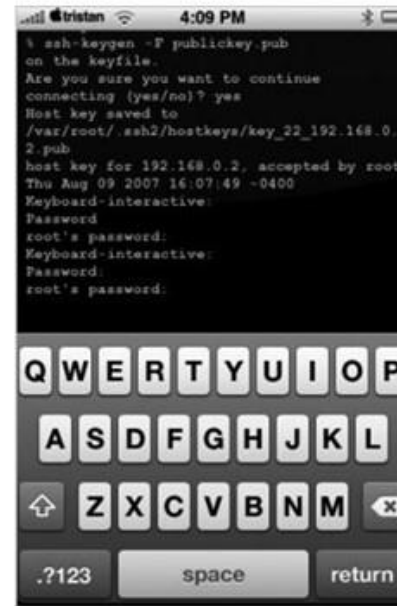 tristan 4:09 PM
% ssh-keygen -F publickey.pub
on the keyfile.
Are you sure you want to continue
connecting (yes/no)? yes
Host key saved to
/var/root/.ssh2/hostkeys/key_22_192.168.0.
2.pub
host key for 192.168.0.2, accepted by root
Thu Aug 09 2007 16:07:49 -0400
Keyboard-interactive:
Password
root's password:
Keyboard-interactive:
Password:
root's password:
Q W E R T Y U I O P
A S D F G H J K L
Z X C V B N M
.?123 space return